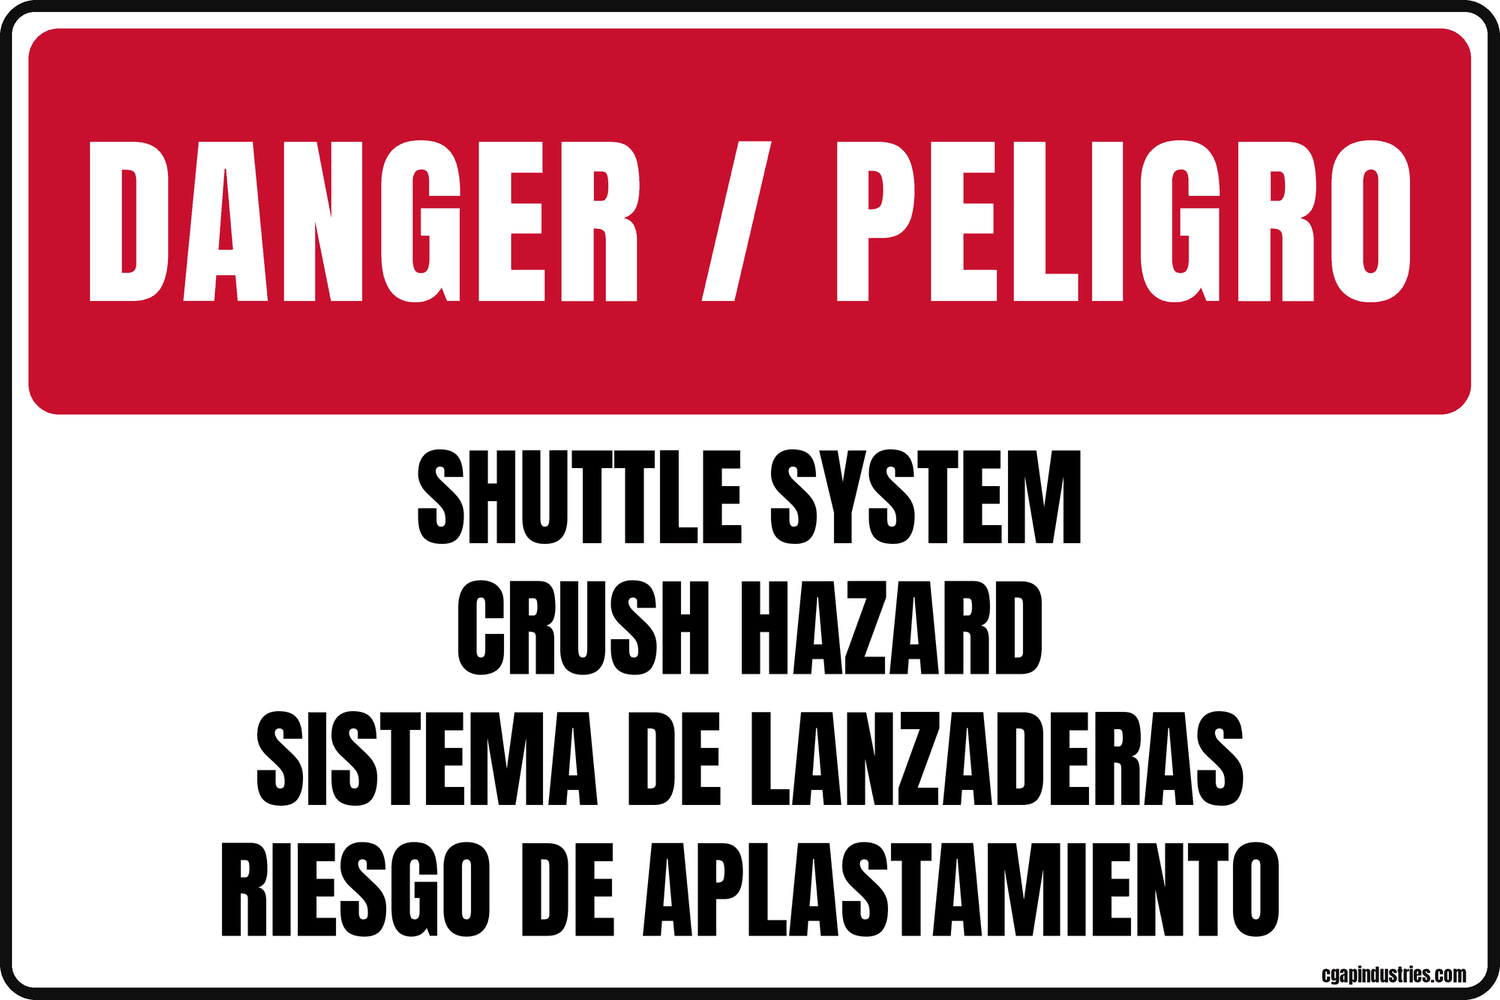 DANGER / PELIGRO
SHUTTLE SYSTEM
CRUSH HAZARD
SISTEMA DE LANZADERAS
RIESGO DE APLASTAMIENTO
cgapindustries.com